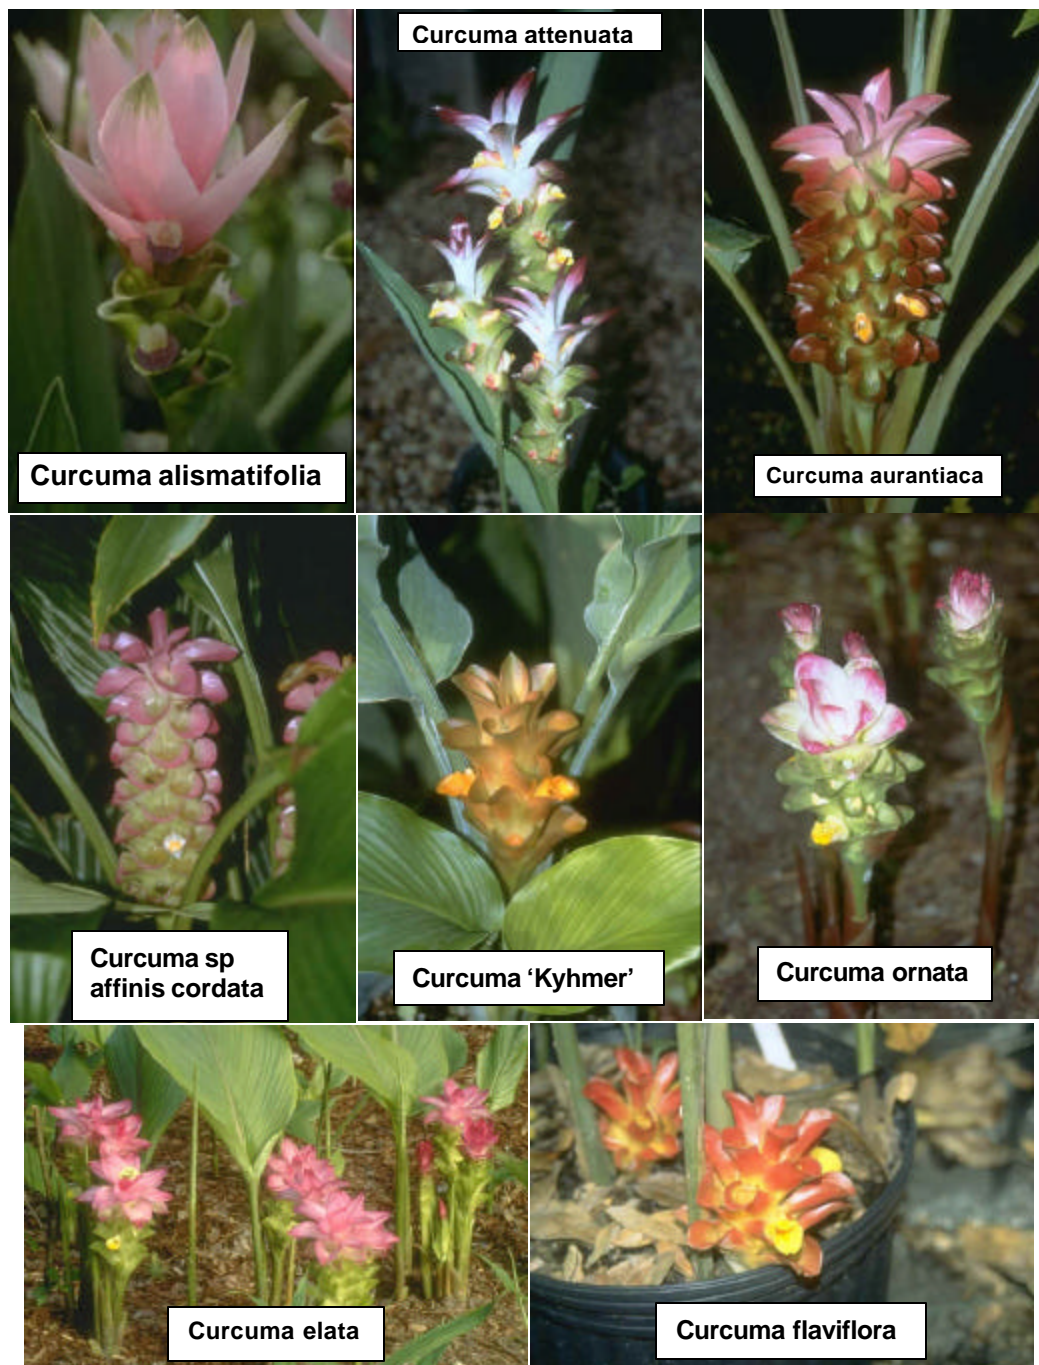 Curcuma attenuata
Curcuma alismatifolia
Curcuma aurantiaca
Curcuma sp
affinis cordata
Curcuma ‘Kyhmer’
Curcuma ornata
Curcuma elata
Curcuma flaviflora